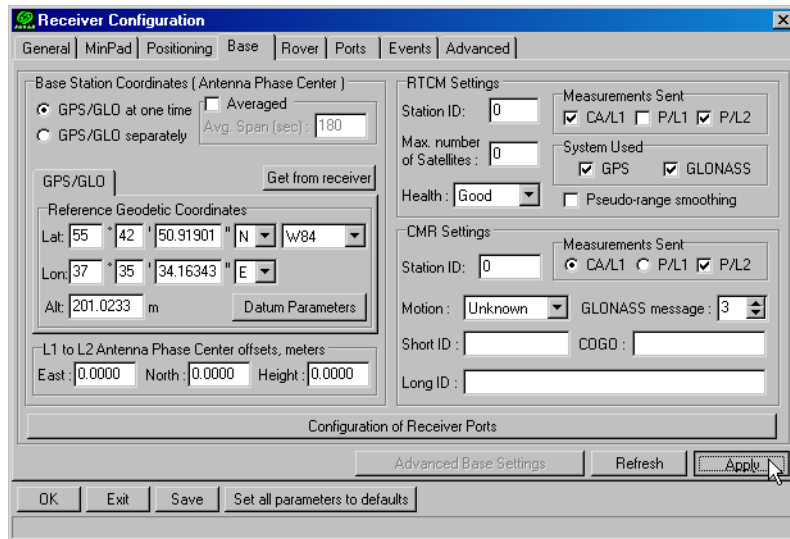 JAVAD
Receiver Configuration
General MinPad Positioning Base Rover Ports Events Advanced
Base Station Coordinates ( Antenna Phase Center )
GPS/GLO at one time
GPS/GLO separately
Averaged
Avg. Span (sec) : 180
GPS/GLO
Get from receiver
Reference Geodetic Coordinates
Lat: 55 ° 42 ' 50.91901 " N W84
Lon: 37 ° 35 ' 34.16343 " E
Alt: 201.0233 m Datum Parameters
L1 to L2 Antenna Phase Center offsets, meters
East : 0.0000 North : 0.0000 Height : 0.0000
RTCM Settings
Station ID: 0
Max. number
of Satellites : 0
Health : Good
Measurements Sent
CA/L1 P/L1 P/L2
System Used
GPS GLONASS
Pseudo-range smoothing
CMR Settings
Station ID: 0
Measurements Sent
CA/L1 P/L1 P/L2
Motion : Unknown GLONASS message : 3
Short ID : COGO :
Long ID :
Configuration of Receiver Ports
Advanced Base Settings Refresh Apply
OK Exit Save Set all parameters to defaults